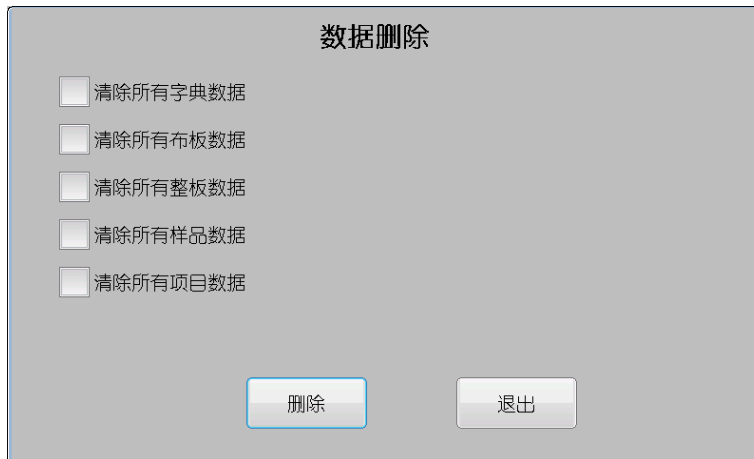 数据删除
清除所有字典数据
清除所有布板数据
清除所有整板数据
清除所有样品数据
清除所有项目数据
删除
退出